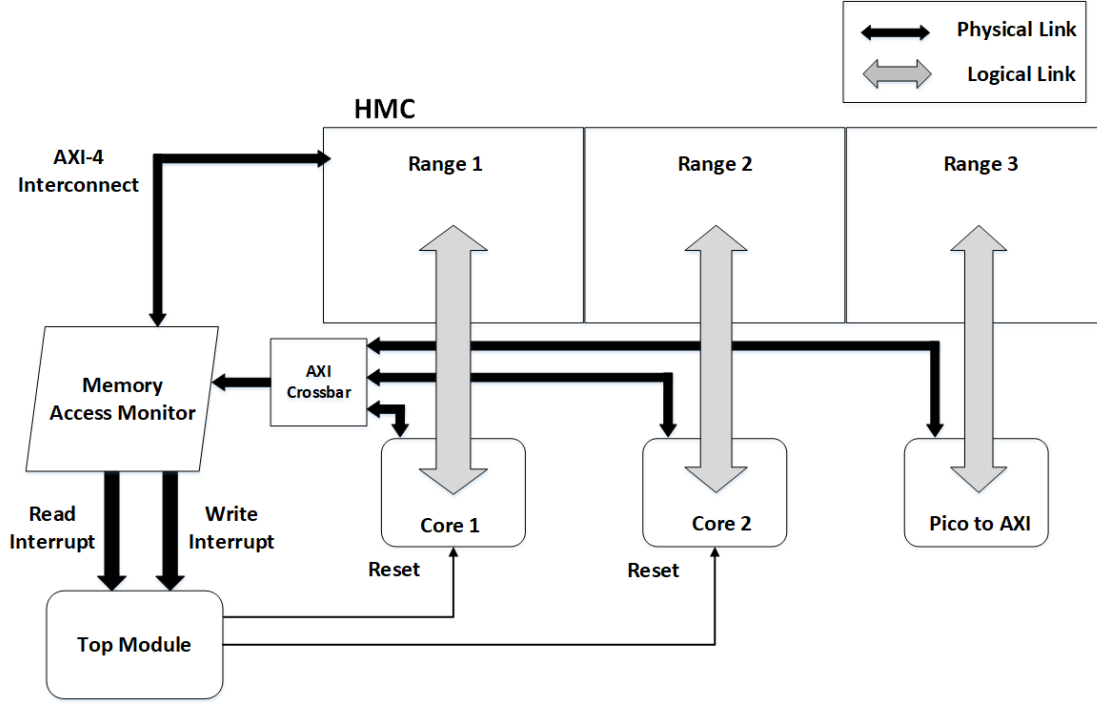 Physical Link
Logical Link
HMC
AXI-4
Interconnect
Range 1
Range 2
Range 3
Memory
Access Monitor
AXI
Crossbar
Read
Interrupt
Write
Interrupt
Core 1
Core 2
Pico to AXI
Reset
Reset
Top Module